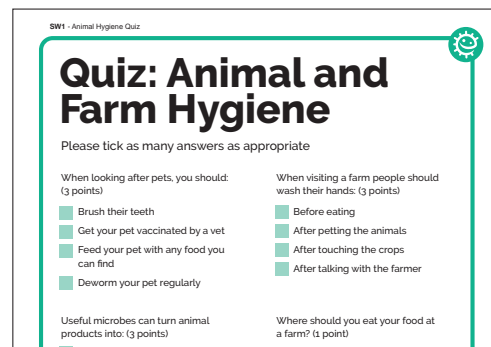 SW1 - Animal Hygiene Quiz
Quiz: Animal and
Farm Hygiene
Please tick as many answers as appropriate
When looking after pets, you should:
(3 points)
Brush their teeth
Get your pet vaccinated by a vet
Feed your pet with any food you
can find
Deworm your pet regularly
When visiting a farm people should
wash their hands: (3 points)
Before eating
After petting the animals
After touching the crops
After talking with the farmer
Useful microbes can turn animal
products into: (3 points)
Where should you eat your food at
a farm? (1 point)